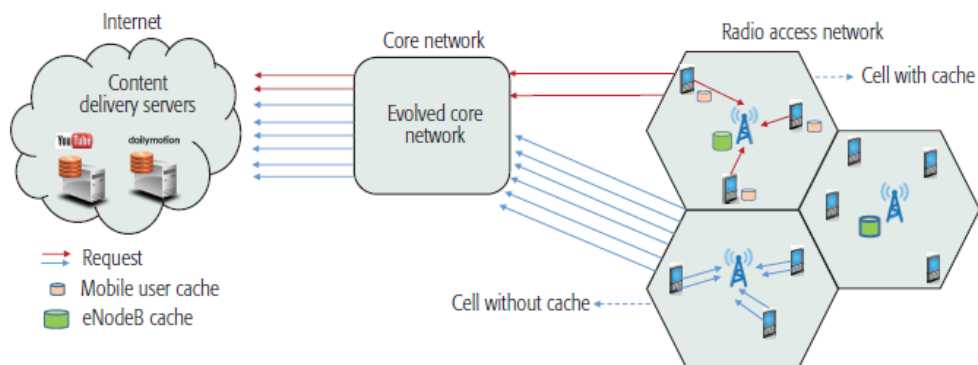 Internet
Content
delivery servers
YouTube
dailymotion
Core network
Evolved core
network
Radio access network
Cell with cache
Cell without cache
Request
Mobile user cache
eNodeB cache